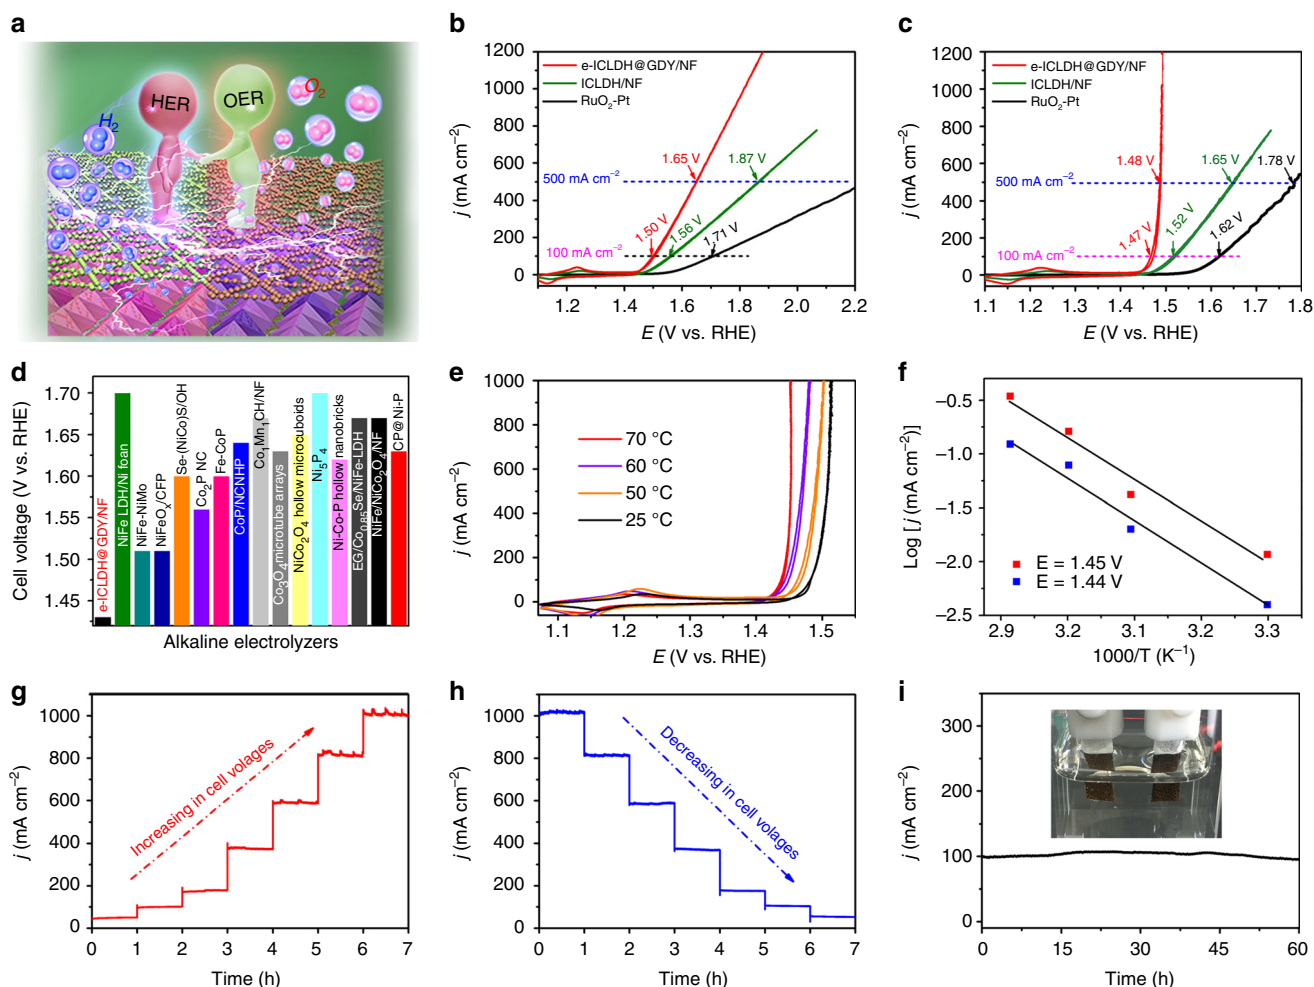 a
HER
OER
O2
H2
b
1200
1000
800
600
400
200
0
j (mA cm−2)
e-ICLDH@GDY/NF
ICLDH/NF
RuO2-Pt
1.65 V
1.87 V
500 mA cm−2
1.50 V
1.56 V
1.71 V
100 mA cm−2
1.2 1.4 1.6 1.8 2.0 2.2
E (V vs. RHE)
c
1200
1000
800
600
400
200
0
j (mA cm−2)
e-ICLDH@GDY/NF
ICLDH/NF
RuO2-Pt
1.48 V
1.65 V
1.78 V
500 mA cm−2
1.47 V
1.52 V
1.62 V
100 mA cm−2
1.1 1.2 1.3 1.4 1.5 1.6 1.7 1.8
E (V vs. RHE)
d
Cell voltage (V vs. RHE)
1.70
1.65
1.60
1.55
1.50
1.45
e-ICLDH@GDY/NF
NiFe LDH/Ni foan
NiFe-NiMo
NiFeOx/CFP
Se-(NiCo)S/OH
Co2P NC
Fe-CoP
CoP/NCNHP
Co1Mn1CH/NF
Co3O4microtube arrays
NiCo2O4 hollow microcuboids
Ni5P4
Ni-Co-P hollow nanobricks
EG/Co0.85Se/NiFe-LDH
NiFe/NiCo2O4/NF
CP@Ni-P
Alkaline electrolyzers
e
1000
800
600
400
200
0
j (mA cm−2)
70 °C
60 °C
50 °C
25 °C
1.1 1.2 1.3 1.4 1.5
E (V vs. RHE)
f
−0.5
−1.0
−1.5
−2.0
−2.5
Log [j (mA cm−2)]
E = 1.45 V
E = 1.44 V
2.9 3.2 3.1 3.2 3.3
1000/T (K−1)
g
1000
800
600
400
200
0
j (mA cm−2)
Increasing in cell volages
0 1 2 3 4 5 6 7
Time (h)
h
1000
800
600
400
200
0
j (mA cm−2)
Decreasing in cell volages
0 1 2 3 4 5 6 7
Time (h)
i
300
200
100
0
j (mA cm−2)
0 15 30 45 60
Time (h)